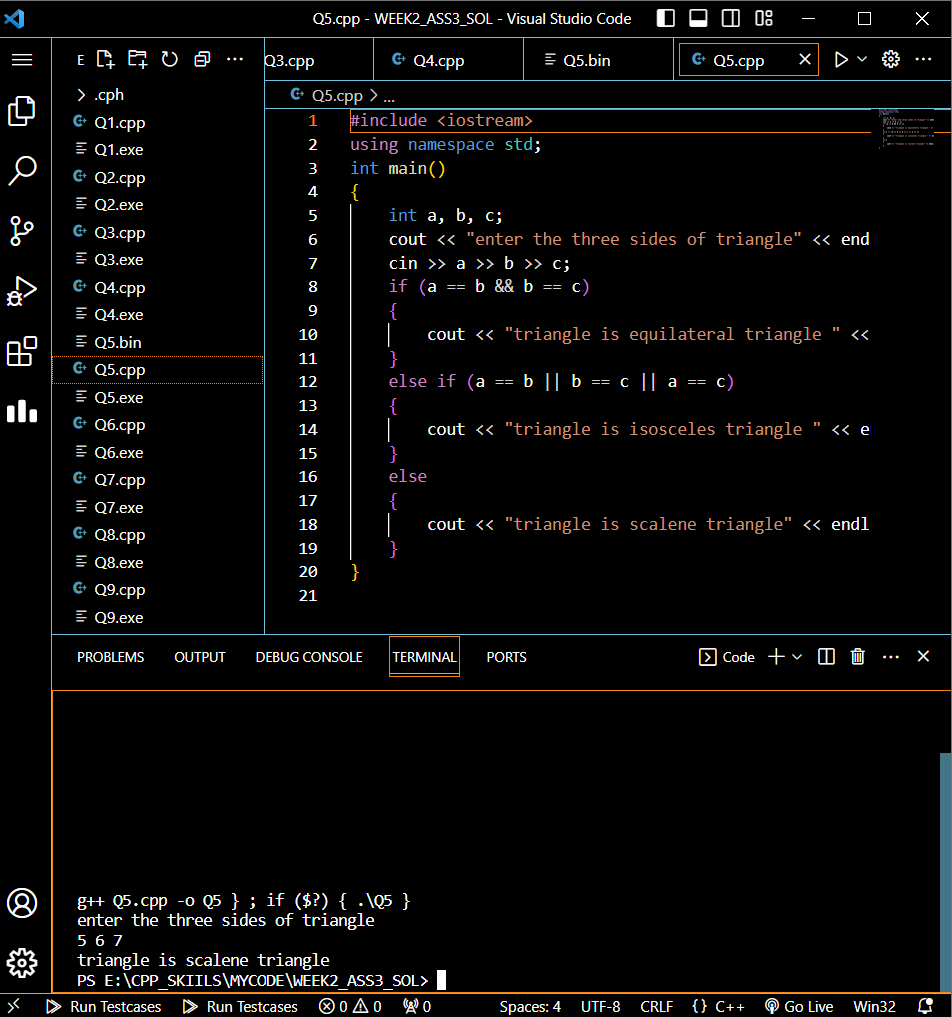 Q5.cpp - WEEK2_ASS3_SOL - Visual Studio Code
E
Q3.cpp
Q4.cpp
Q5.bin
Q5.cpp
.cph
Q1.cpp
Q1.exe
Q2.cpp
Q2.exe
Q3.cpp
Q3.exe
Q4.cpp
Q4.exe
Q5.bin
Q5.cpp
Q5.exe
Q6.cpp
Q6.exe
Q7.cpp
Q7.exe
Q8.cpp
Q8.exe
Q9.cpp
Q9.exe
Q5.cpp > ...
1 #include <iostream>
2 using namespace std;
3 int main()
4 {
5 int a, b, c;
6 cout << "enter the three sides of triangle" << end
7 cin >> a >> b >> c;
8 if (a == b && b == c)
9 {
10 cout << "triangle is equilateral triangle " <<
11 }
12 else if (a == b || b == c || a == c)
13 {
14 cout << "triangle is isosceles triangle " << e
15 }
16 else
17 {
18 cout << "triangle is scalene triangle" << endl
19 }
20 }
21
PROBLEMS OUTPUT DEBUG CONSOLE TERMINAL PORTS Code
g++ Q5.cpp -o Q5 } ; if ($?) { .\Q5 }
enter the three sides of triangle
5 6 7
triangle is scalene triangle
PS E:\CPP_SKIILS\MYCODE\WEEK2_ASS3_SOL>
Run Testcases Run Testcases 0 0 0 Spaces: 4 UTF-8 CRLF {} C++ Go Live Win32